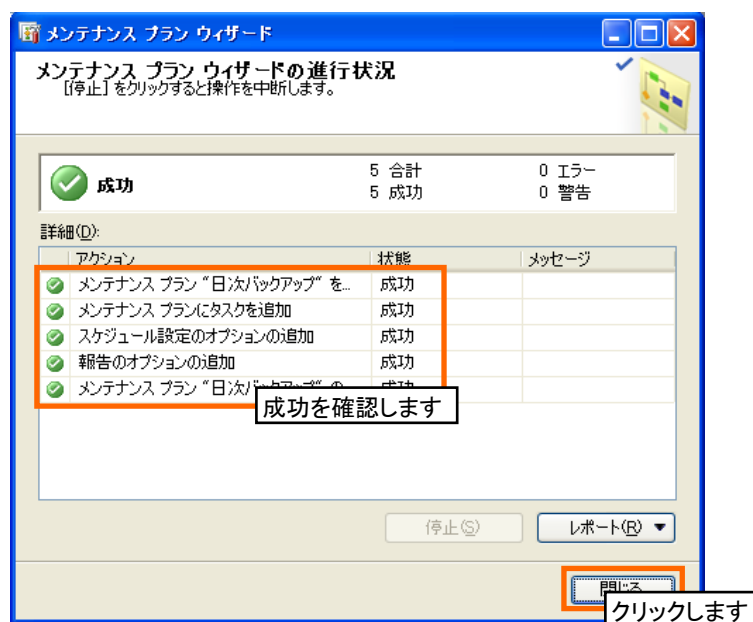 メンテナンス プラン ウィザード
メンテナンス プラン ウィザードの進行状況
[停止] をクリックすると操作を中断します。
成功
5 合計
0 エラー
5 成功
0 警告
詳細(D):
アクション 状態 メッセージ
メンテナンス プラン “日次バックアップ” を... 成功
メンテナンス プランにタスクを追加 成功
スケジュール設定のオプションの追加 成功
報告のオプションの追加 成功
メンテナンス プラン “日次バックアップ” の 成功
成功を確認します
停止(S)
レポート(R)
閉じる
クリックします